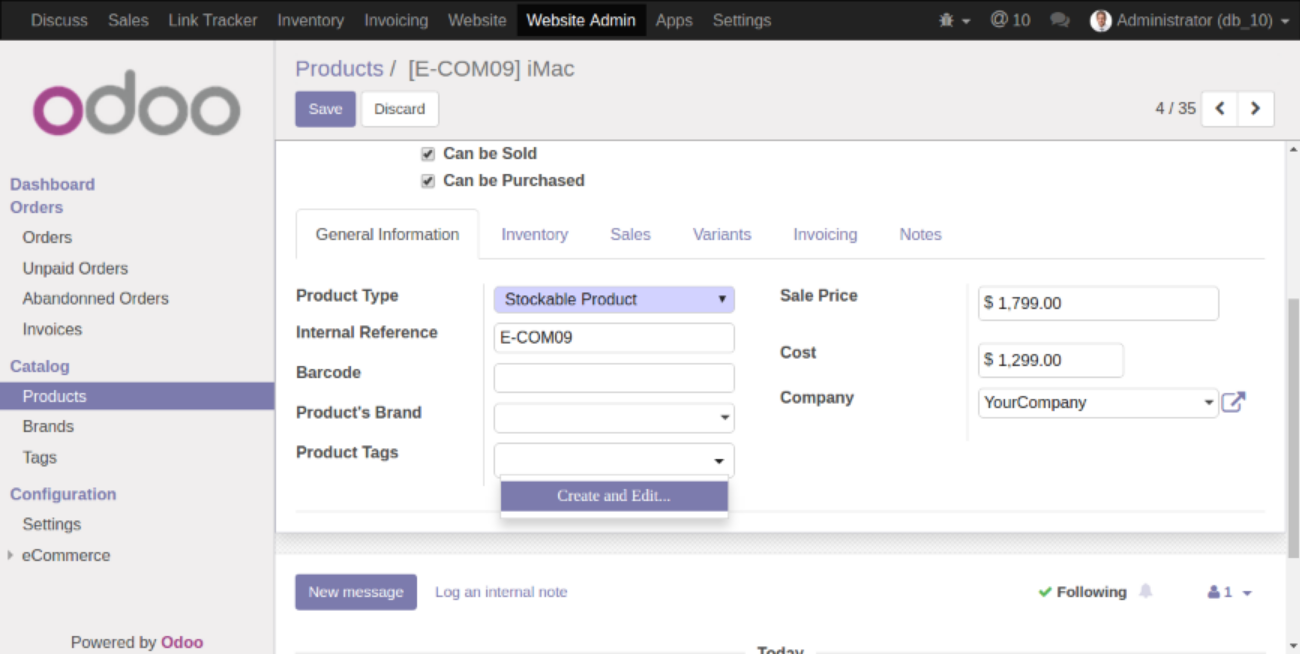 Discuss Sales Link Tracker Inventory Invoicing Website Website Admin Apps Settings @ 10 Administrator (db_10)
odoo
Products / [E-COM09] iMac
Save Discard 4 / 35
Can be Sold
Can be Purchased
General Information Inventory Sales Variants Invoicing Notes
Product Type Stockable Product
Internal Reference E-COM09
Barcode
Product's Brand
Product Tags
Create and Edit...
Sale Price $ 1,799.00
Cost $ 1,299.00
Company YourCompany
New message Log an internal note Following 1
Today
Dashboard
Orders
Orders
Unpaid Orders
Abandonned Orders
Invoices
Catalog
Products
Brands
Tags
Configuration
Settings
eCommerce
Powered by Odoo